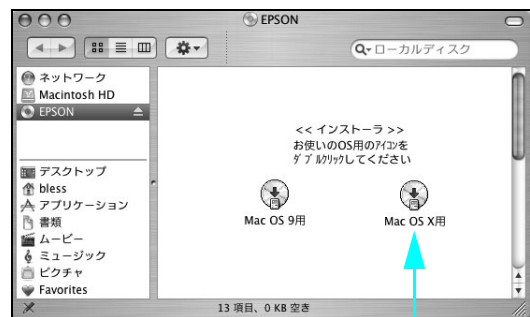 EPSON
ローカルディスク
ネットワーク
Macintosh HD
EPSON
デスクトップ
bless
アプリケーション
書類
ムービー
ミュージック
ピクチャ
Favorites
<< インストーラ >>
お使いのOS用のｱｲｺﾝを
ﾀﾞﾌﾞﾙｸﾘｯｸしてください
Mac OS 9用
Mac OS X用
13 項目、0 KB 空き